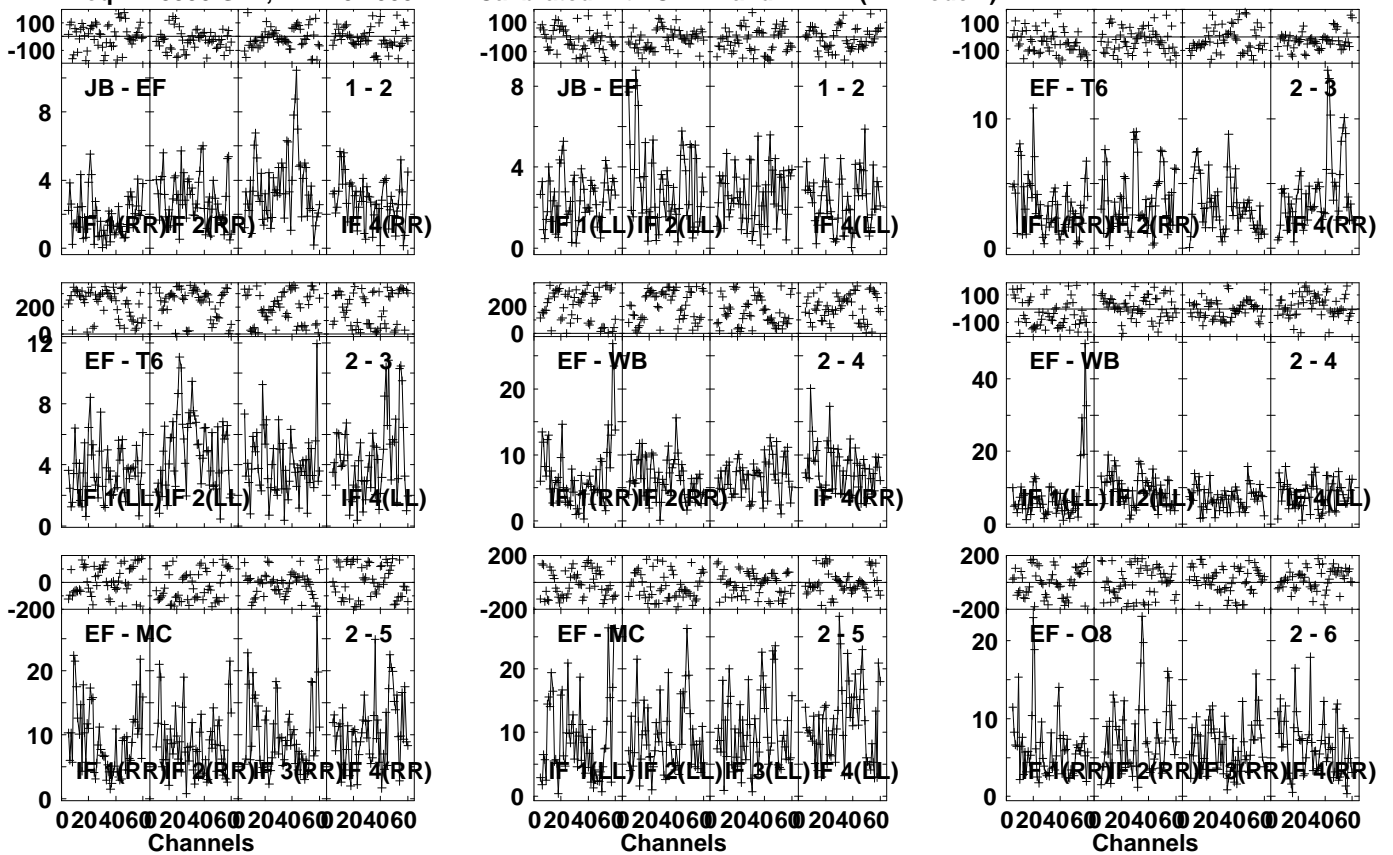 100 100 100
-100 -100 -100
JB - EF 1 - 2 JB - EF 1 - 2 EF - T6 2 - 3
8 8 10
4 4
IF 1(RR) IF 2(RR) IF 4(RR) IF 1(LL) IF 2(LL) IF 4(LL) IF 1(RR) IF 2(RR) IF 4(RR)
0 0 0
200 200 100
0 0 -100
12
EF - T6 2 - 3 EF - WB 2 - 4 EF - WB 2 - 4
8 20 40
4 10 20
IF 1(LL) IF 2(LL) IF 4(LL) IF 1(RR) IF 2(RR) IF 4(RR) IF 1(LL) IF 2(LL) IF 4(LL)
0 0 0
200 200
0 0 0
-200 -200 -200
EF - MC 2 - 5 EF - MC 2 - 5 EF - O8 2 - 6
20 20 20
10 10 10
IF 1(RR) IF 2(RR) IF 3(RR) IF 4(RR) IF 1(LL) IF 2(LL) IF 3(LL) IF 4(LL) IF 1(RR) IF 2(RR) IF 3(RR) IF 4(RR)
0 0 0
0 20 40 60 0 20 40 60 0 20 40 60 0 20 40 60 0 20 40 60 0 20 40 60 0 20 40 60 0 20 40 60 0 20 40 60 0 20 40 60 0 20 40 60 0 20 40 60
Channels Channels Channels